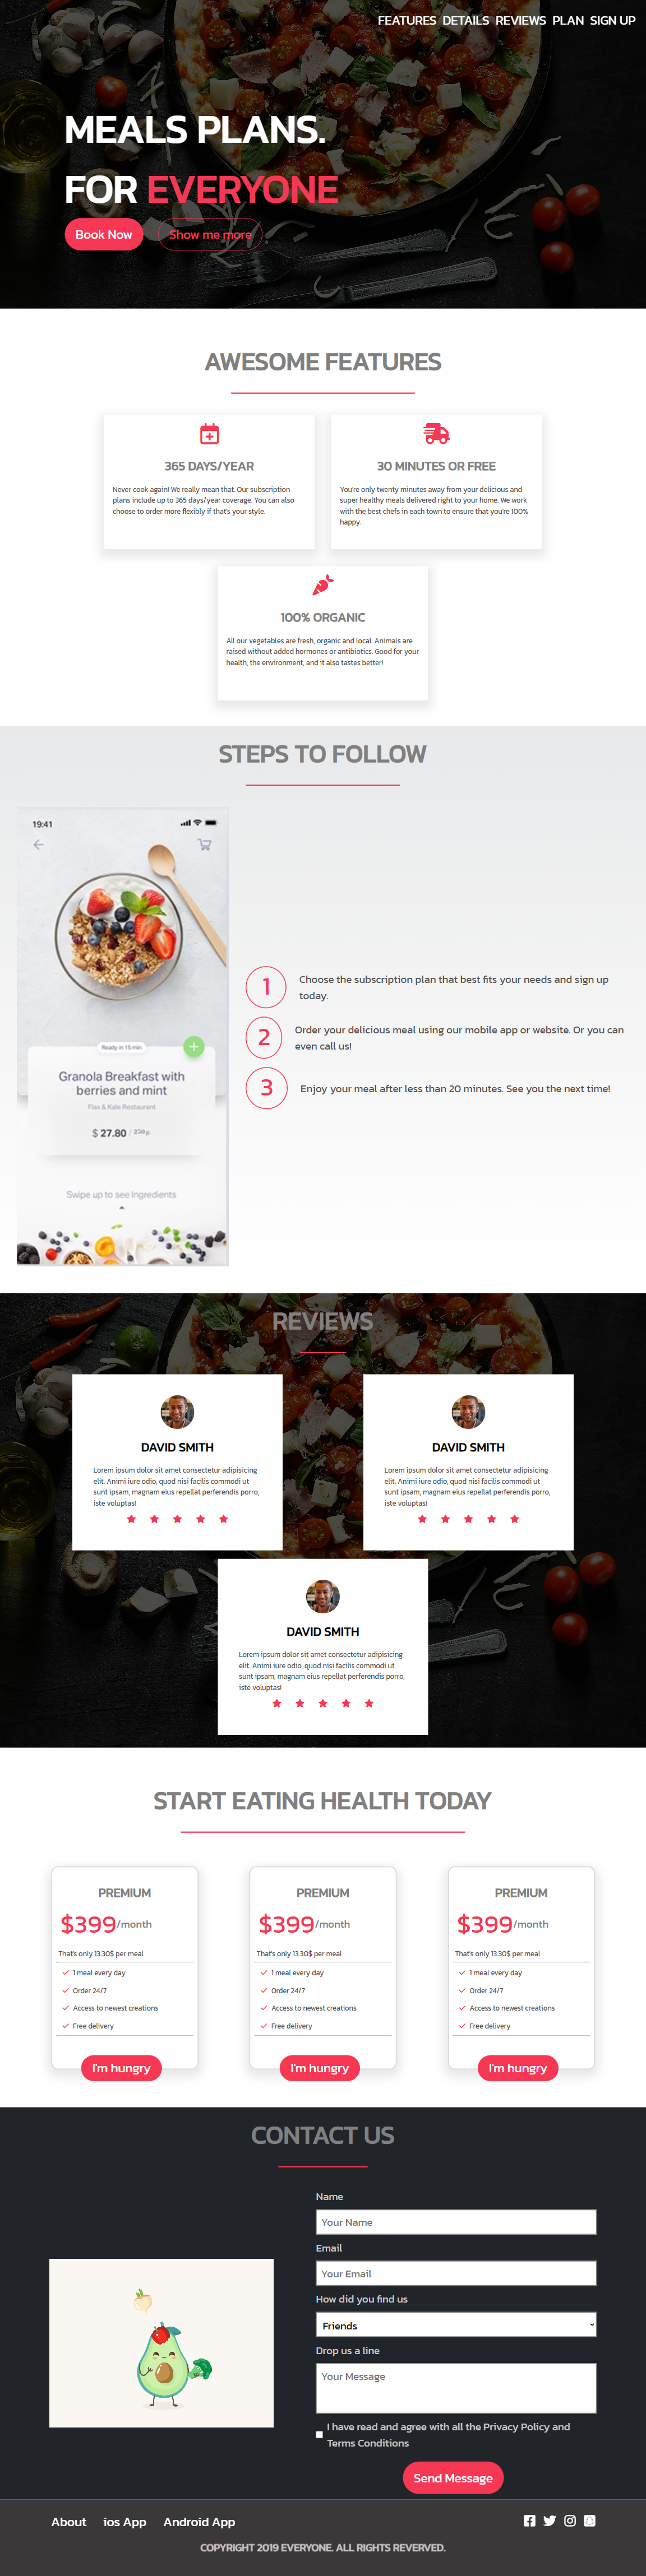 FEATURES DETAILS REVIEWS PLAN SIGN UP
MEALS PLANS.
FOR EVERYONE
Book Now Show me more
AWESOME FEATURES
365 DAYS/YEAR
Never cook again! We really mean that. Our subscription
plans include up to 365 days/year coverage. You can also
choose to order more flexibly if that's your style.
30 MINUTES OR FREE
You're only twenty minutes away from your delicious and
super healthy meals delivered right to your home. We work
with the best chefs in each town to ensure that you're 100%
happy.
100% ORGANIC
All our vegetables are fresh, organic and local. Animals are
raised without added hormones or antibiotics. Good for your
health, the environment, and it also tastes better!
STEPS TO FOLLOW
19:41
Ready in 15 min
Granola Breakfast with
berries and mint
Flax & Kale Restaurant
$ 27.80 / 250g.
Swipe up to see Ingredients
1 Choose the subscription plan that best fits your needs and sign up
today.
2 Order your delicious meal using our mobile app or website. Or you can
even call us!
3 Enjoy your meal after less than 20 minutes. See you the next time!
REVIEWS
DAVID SMITH
Lorem ipsum dolor sit amet consectetur adipisicing
elit. Animi iure odio, quod nisi facilis commodi ut
sunt ipsam, magnam eius repellat perferendis porro,
iste voluptas!
DAVID SMITH
Lorem ipsum dolor sit amet consectetur adipisicing
elit. Animi iure odio, quod nisi facilis commodi ut
sunt ipsam, magnam eius repellat perferendis porro,
iste voluptas!
DAVID SMITH
Lorem ipsum dolor sit amet consectetur adipisicing
elit. Animi iure odio, quod nisi facilis commodi ut
sunt ipsam, magnam eius repellat perferendis porro,
iste voluptas!
START EATING HEALTH TODAY
PREMIUM
$399/month
That's only 13.30$ per meal
1 meal every day
Order 24/7
Access to newest creations
Free delivery
I'm hungry
PREMIUM
$399/month
That's only 13.30$ per meal
1 meal every day
Order 24/7
Access to newest creations
Free delivery
I'm hungry
PREMIUM
$399/month
That's only 13.30$ per meal
1 meal every day
Order 24/7
Access to newest creations
Free delivery
I'm hungry
CONTACT US
Name
Your Name
Email
Your Email
How did you find us
Friends
Drop us a line
Your Message
I have read and agree with all the Privacy Policy and
Terms Conditions
Send Message
About ios App Android App
COPYRIGHT 2019 EVERYONE. ALL RIGHTS REVERVED.